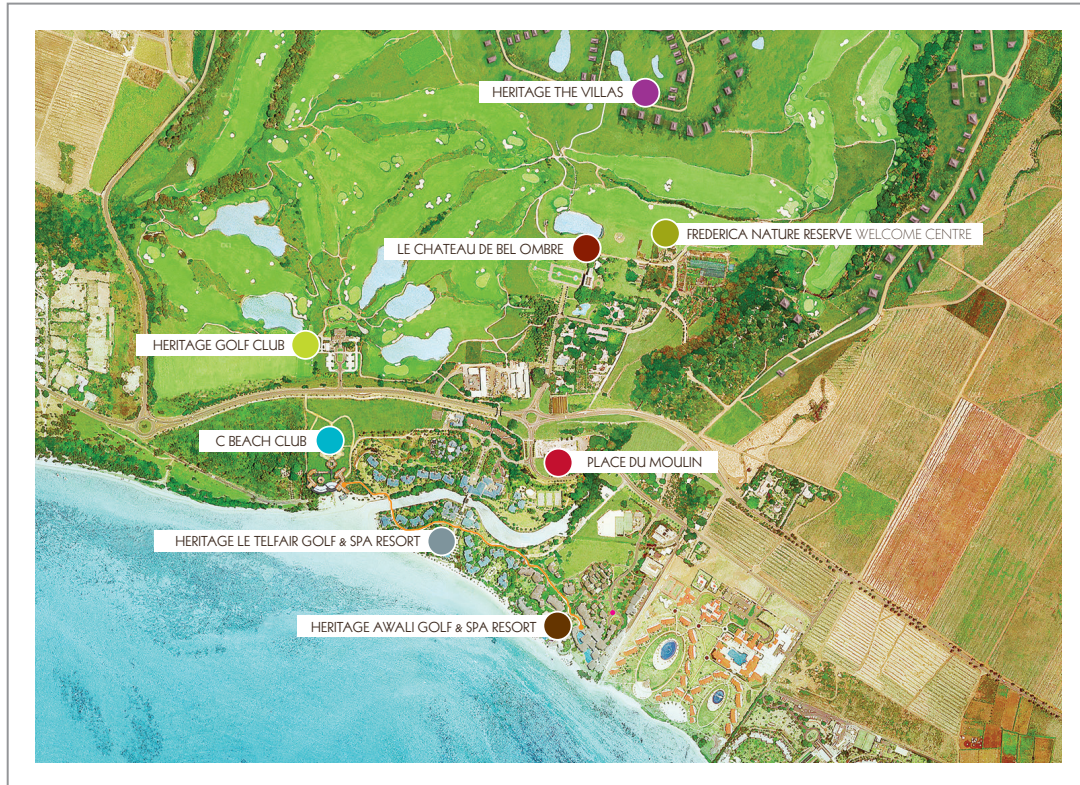 HERITAGE THE VILLAS
FREDERICA NATURE RESERVE WELCOME CENTRE
LE CHATEAU DE BEL OMBRE
HERITAGE GOLF CLUB
C BEACH CLUB
PLACE DU MOULIN
HERITAGE LE TELFAIR GOLF & SPA RESORT
HERITAGE AWALI GOLF & SPA RESORT